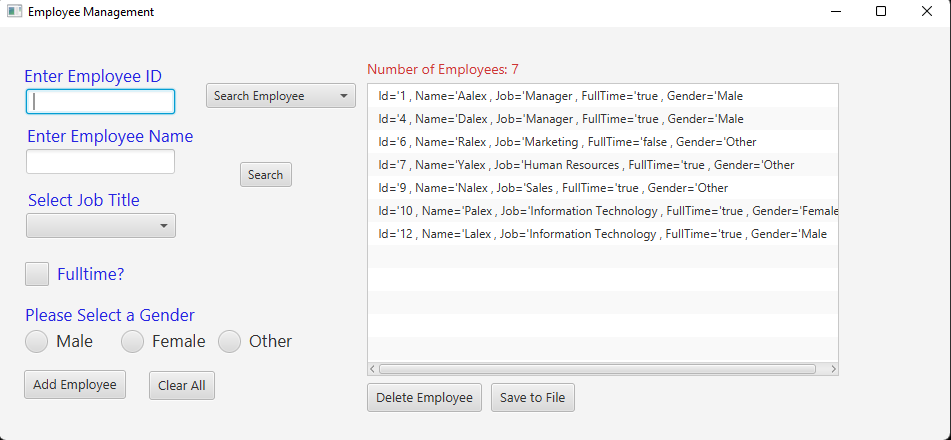 Employee Management
Enter Employee ID
Enter Employee Name
Select Job Title
Fulltime?
Please Select a Gender
Male Female Other
Add Employee Clear All
Search Employee
Search
Number of Employees: 7
Id='1 , Name='Aalex , Job='Manager , FullTime='true , Gender='Male
Id='4 , Name='Dalex , Job='Manager , FullTime='true , Gender='Male
Id='6 , Name='Ralex , Job='Marketing , FullTime='false , Gender='Other
Id='7 , Name='Yalex , Job='Human Resources , FullTime='true , Gender='Other
Id='9 , Name='Nalex , Job='Sales , FullTime='true , Gender='Other
Id='10 , Name='Palex , Job='Information Technology , FullTime='true , Gender='Female
Id='12 , Name='Lalex , Job='Information Technology , FullTime='true , Gender='Male
Delete Employee Save to File